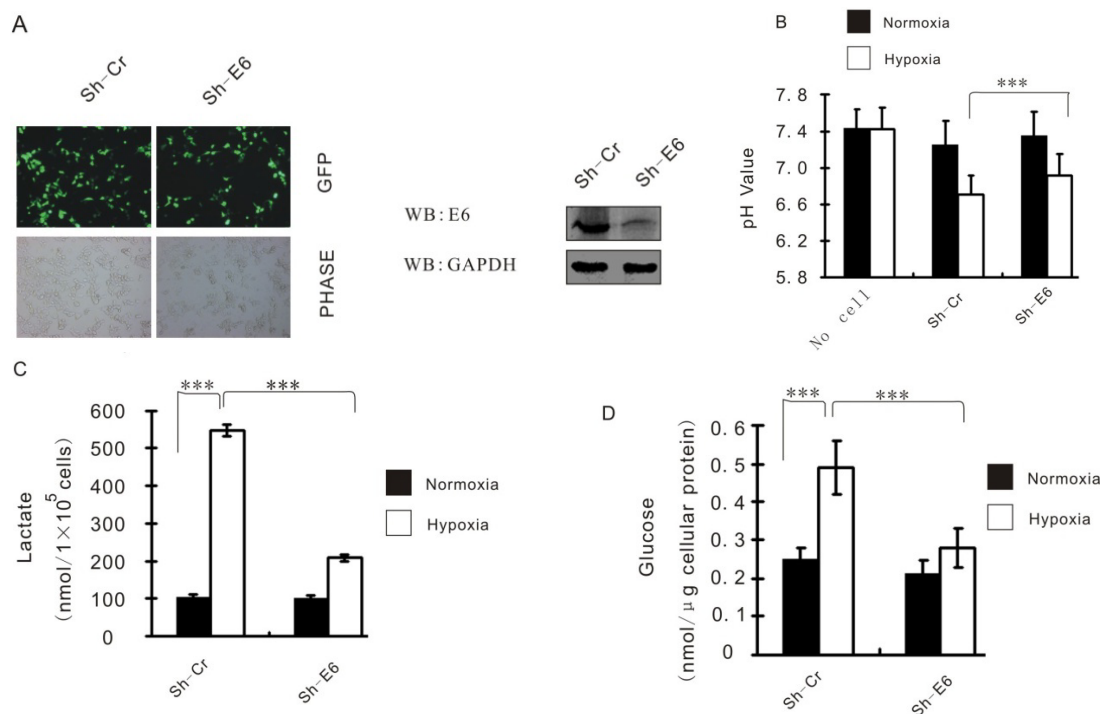 A
Sh-Cr
Sh-E6
GFP
PHASE
Sh-Cr
Sh-E6
WB: E6
WB: GAPDH
B
Normoxia
Hypoxia
***
pH Value
7.8
7.4
7.0
6.6
6.2
5.8
No cell
Sh-Cr
Sh-E6
C
***
***
Lactate
(nmol/1×10⁵ cells)
600
500
400
300
200
100
0
Normoxia
Hypoxia
Sh-Cr
Sh-E6
D
***
***
Glucose
(nmol/μg cellular protein)
0.6
0.5
0.4
0.3
0.2
0.1
0
Normoxia
Hypoxia
Sh-Cr
Sh-E6